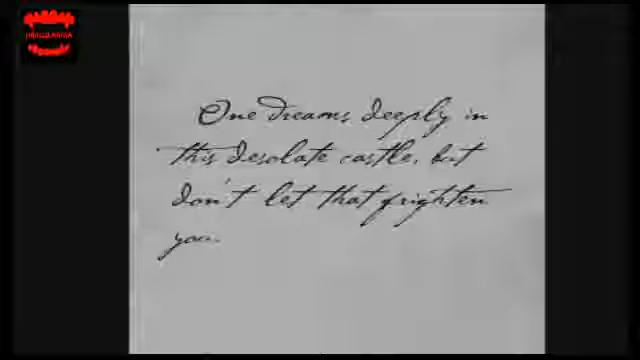 One dreams deeply in
this desolate castle, but
don't let that frighten
you.